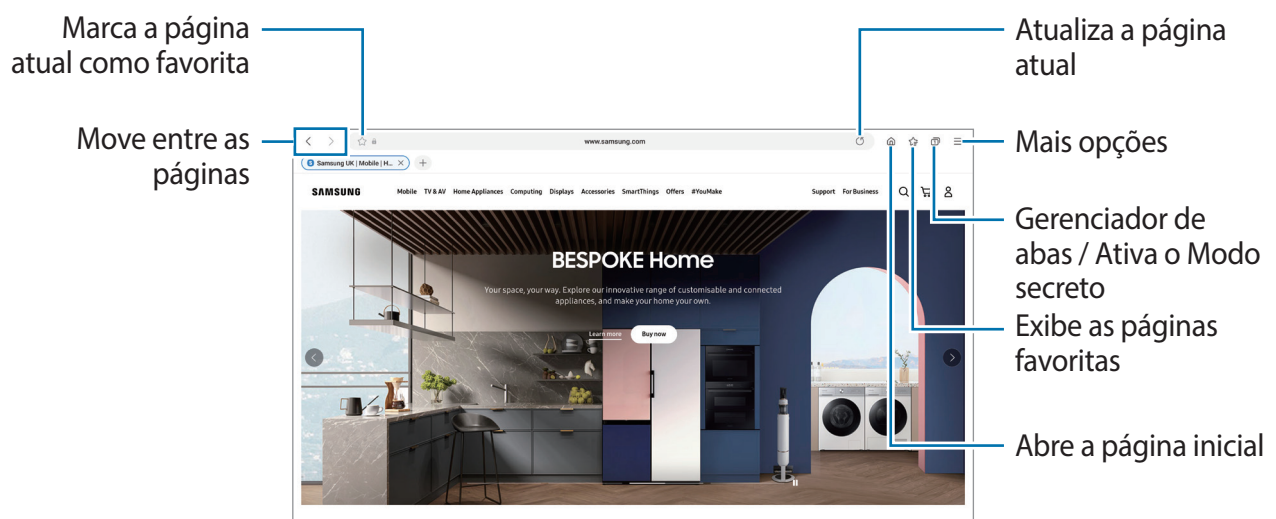 Marca a página
atual como favorita
Atualiza a página
atual
Move entre as
páginas
www.samsung.com
Mais opções
S Samsung UK | Mobile | H...
SAMSUNG
Mobile TV & AV Home Appliances Computing Displays Accessories SmartThings Offers #YouMake
Support For Business
Gerenciador de
abas / Ativa o Modo
secreto
BESPOKE Home
Your space, your way. Explore our innovative range of customisable and connected
appliances, and make your home your own.
Learn more Buy now
Exibe as páginas
favoritas
Abre a página inicial